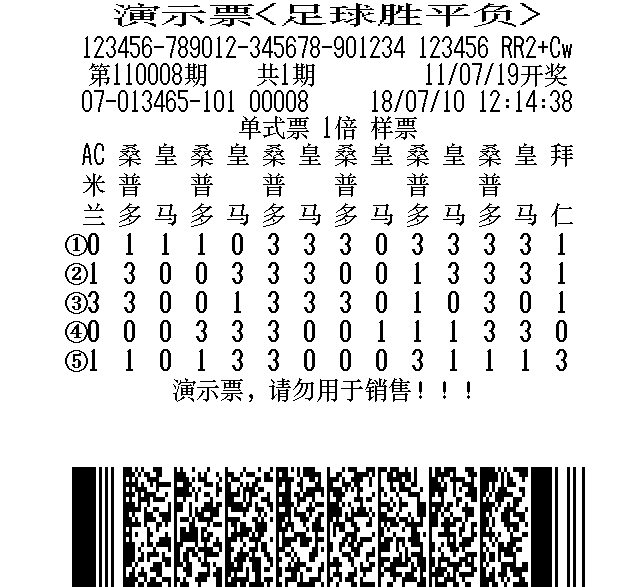 演示票<足球胜平负>
123456-789012-345678-901234 123456 RR2+Cw
第110008期 共1期 11/07/19开奖
07-013465-101 00008 18/07/10 12:14:38
单式票 1倍 样票
AC 桑 皇 桑 皇 桑 皇 桑 皇 桑 皇 桑 皇 拜
米 普 普 普 普 普 普
兰 多 马 多 马 多 马 多 马 多 马 多 马 仁
①0 1 1 1 0 3 3 3 0 3 3 3 3 1
②1 3 0 0 3 3 3 0 0 1 3 3 3 1
③3 3 0 0 1 3 3 3 0 1 0 3 0 1
④0 0 0 3 3 3 0 0 1 1 1 3 3 0
⑤1 1 0 1 3 3 0 0 0 3 1 1 1 3
演示票，请勿用于销售！！！